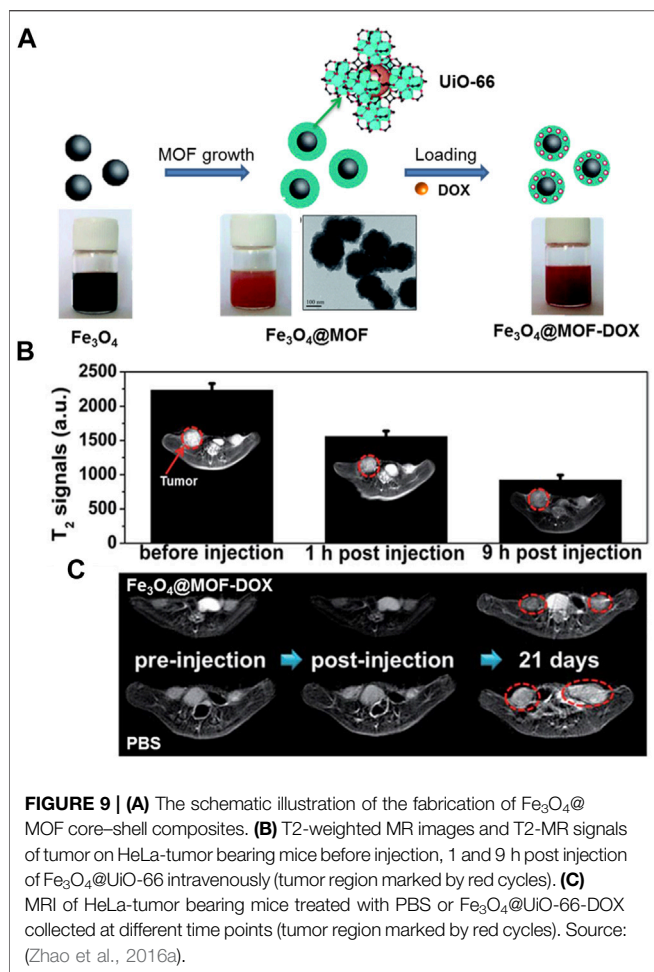 A
UiO-66
MOF growth
Loading
DOX
100 nm
Fe₃O₄
Fe₃O₄@MOF
Fe₃O₄@MOF-DOX
B
T₂ signals (a.u.)
2500
2000
1500
1000
500
0
Tumor
before injection
1 h post injection
9 h post injection
C
Fe₃O₄@MOF-DOX
pre-injection
post-injection
21 days
PBS
FIGURE 9 | (A) The schematic illustration of the fabrication of Fe₃O₄@
MOF core–shell composites. (B) T2-weighted MR images and T2-MR signals
of tumor on HeLa-tumor bearing mice before injection, 1 and 9 h post injection
of Fe₃O₄@UiO-66 intravenously (tumor region marked by red cycles). (C)
MRI of HeLa-tumor bearing mice treated with PBS or Fe₃O₄@UiO-66-DOX
collected at different time points (tumor region marked by red cycles). Source:
(Zhao et al., 2016a).